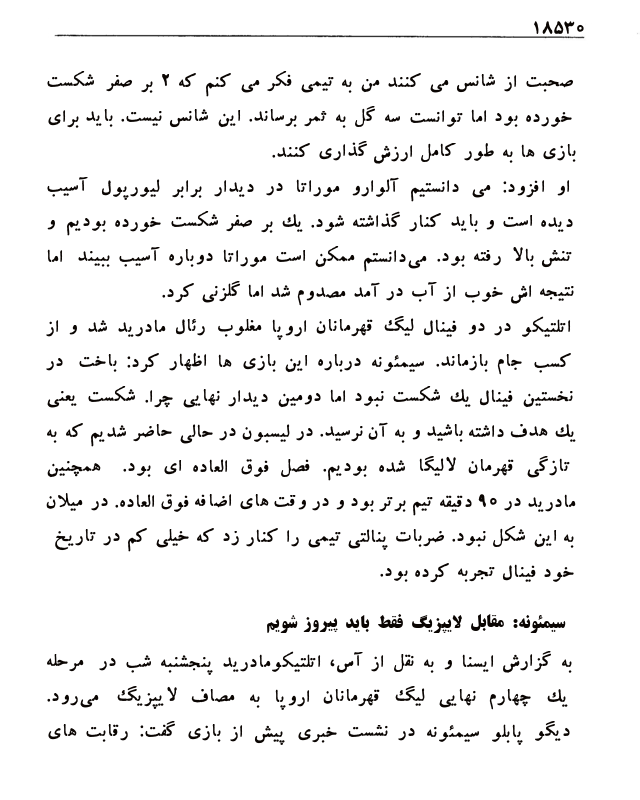 ۱۸۵۳۰
صحبت از شانس می کنند من به تیمی فکر می کنم که ۲ بر صفر شکست
خورده بود اما توانست سه گل به ثمر برساند. این شانس نیست. باید برای
بازی ها به طور کامل ارزش گذاری کنند.
او افزود: می دانستیم آلوارو موراتا در دیدار برابر لیورپول آسیب
دیده است و باید کنار گذاشته شود. یك بر صفر شکست خورده بودیم و
تنش بالا رفته بود. می‌دانستم ممکن است موراتا دوباره آسیب ببیند اما
نتیجه اش خوب از آب در آمد مصدوم شد اما گلزنی کرد.
اتلتیکو در دو فینال لیگ قهرمانان اروپا مغلوب رئال مادرید شد و از
کسب جام بازماند. سیمئونه درباره این بازی ها اظهار کرد: باخت در
نخستین فینال یك شکست نبود اما دومین دیدار نهایی چرا. شکست یعنی
یك هدف داشته باشید و به آن نرسید. در لیسبون در حالی حاضر شدیم که به
تازگی قهرمان لالیگا شده بودیم. فصل فوق العاده ای بود. همچنین
مادرید در ۹۰ دقیقه تیم برتر بود و در وقت های اضافه فوق العاده. در میلان
به این شکل نبود. ضربات پنالتی تیمی را کنار زد که خیلی کم در تاریخ
خود فینال تجربه کرده بود.
سیمئونه: مقابل لایپزیگ فقط باید پیروز شویم
به گزارش ایسنا و به نقل از آس، اتلتیکومادرید پنجشنبه شب در مرحله
یك چهارم نهایی لیگ قهرمانان اروپا به مصاف لایپزیگ می‌رود.
دیگو پابلو سیمئونه در نشست خبری پیش از بازی گفت: رقابت های